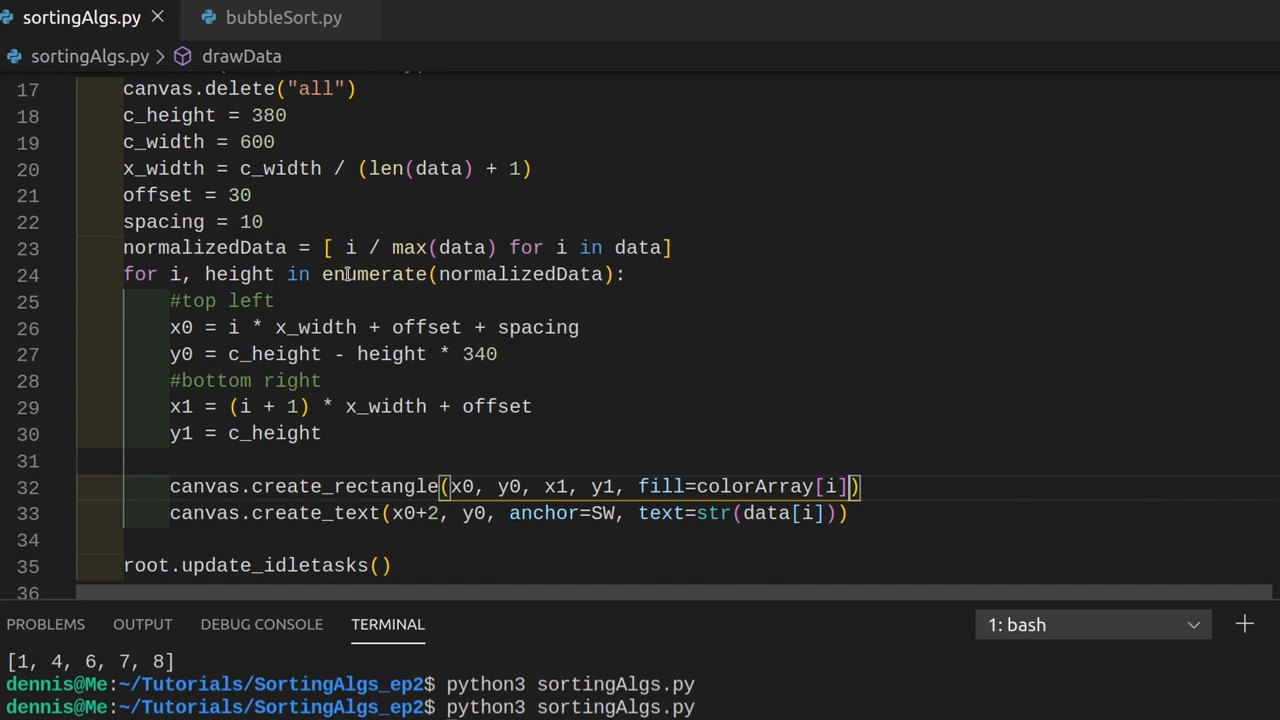 sortingAlgs.py
bubbleSort.py
sortingAlgs.py > drawData
17 canvas.delete("all")
18 c_height = 380
19 c_width = 600
20 x_width = c_width / (len(data) + 1)
21 offset = 30
22 spacing = 10
23 normalizedData = [ i / max(data) for i in data]
24 for i, height in enumerate(normalizedData):
25 #top left
26 x0 = i * x_width + offset + spacing
27 y0 = c_height - height * 340
28 #bottom right
29 x1 = (i + 1) * x_width + offset
30 y1 = c_height
31
32 canvas.create_rectangle(x0, y0, x1, y1, fill=colorArray[i])
33 canvas.create_text(x0+2, y0, anchor=SW, text=str(data[i]))
34
35 root.update_idletasks()
36
PROBLEMS OUTPUT DEBUG CONSOLE TERMINAL 1: bash
[1, 4, 6, 7, 8]
dennis@Me:~/Tutorials/SortingAlgs_ep2$ python3 sortingAlgs.py
dennis@Me:~/Tutorials/SortingAlgs_ep2$ python3 sortingAlgs.py